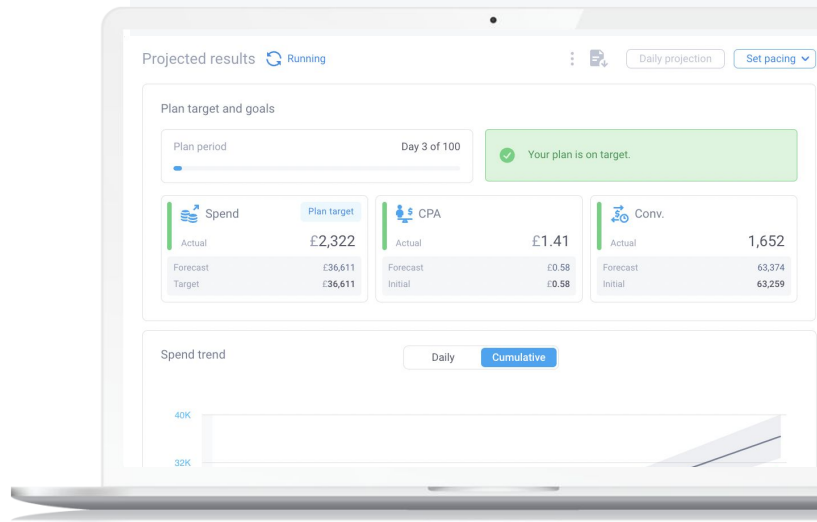 Projected results Running Daily projection Set pacing
Plan target and goals
Plan period Day 3 of 100
Your plan is on target.
Spend Plan target
Actual £2,322
Forecast £36,611
Target £36,611
CPA
Actual £1.41
Forecast £0.58
Initial £0.58
Conv.
Actual 1,652
Forecast 63,374
Initial 63,259
Spend trend Daily Cumulative
40K
32K